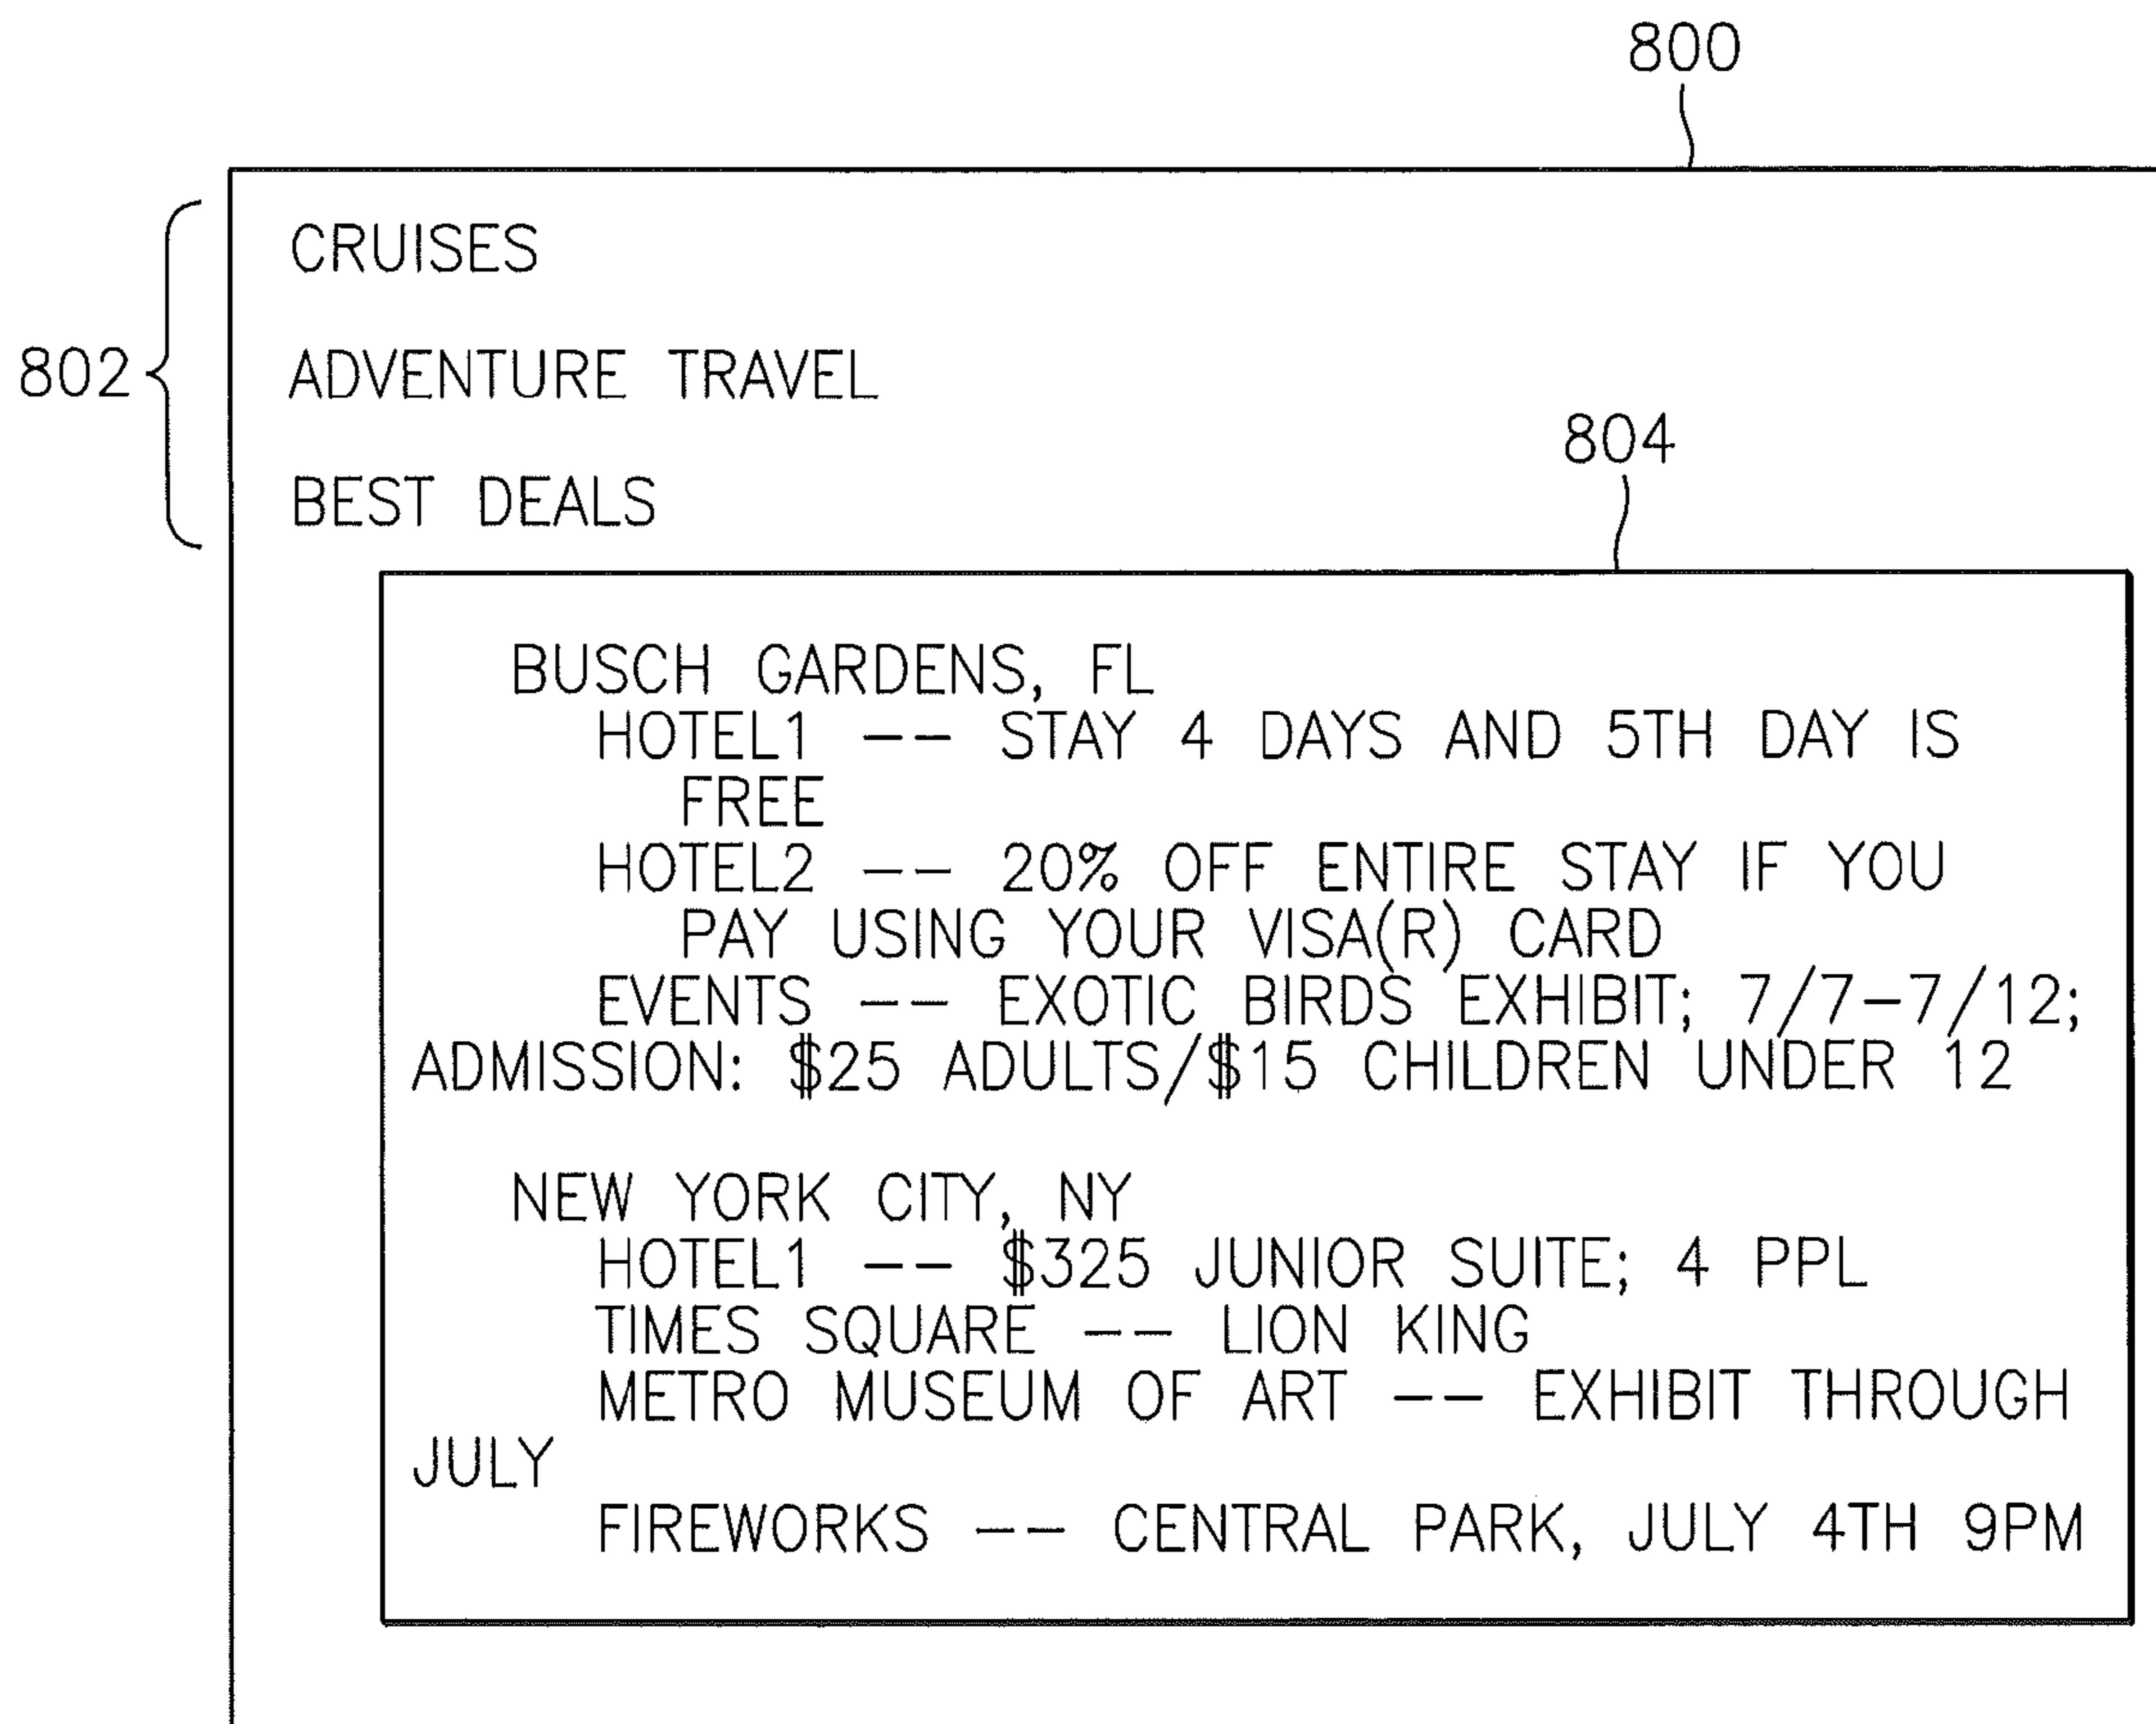 800
CRUISES
802
ADVENTURE TRAVEL
804
BEST DEALS
BUSCH GARDENS, FL
HOTEL1 -- STAY 4 DAYS AND 5TH DAY IS
FREE
HOTEL2 -- 20% OFF ENTIRE STAY IF YOU
PAY USING YOUR VISA(R) CARD
EVENTS -- EXOTIC BIRDS EXHIBIT; 7/7-7/12;
ADMISSION: $25 ADULTS/$15 CHILDREN UNDER 12
NEW YORK CITY, NY
HOTEL1 -- $325 JUNIOR SUITE; 4 PPL
TIMES SQUARE -- LION KING
METRO MUSEUM OF ART -- EXHIBIT THROUGH
JULY
FIREWORKS -- CENTRAL PARK, JULY 4TH 9PM